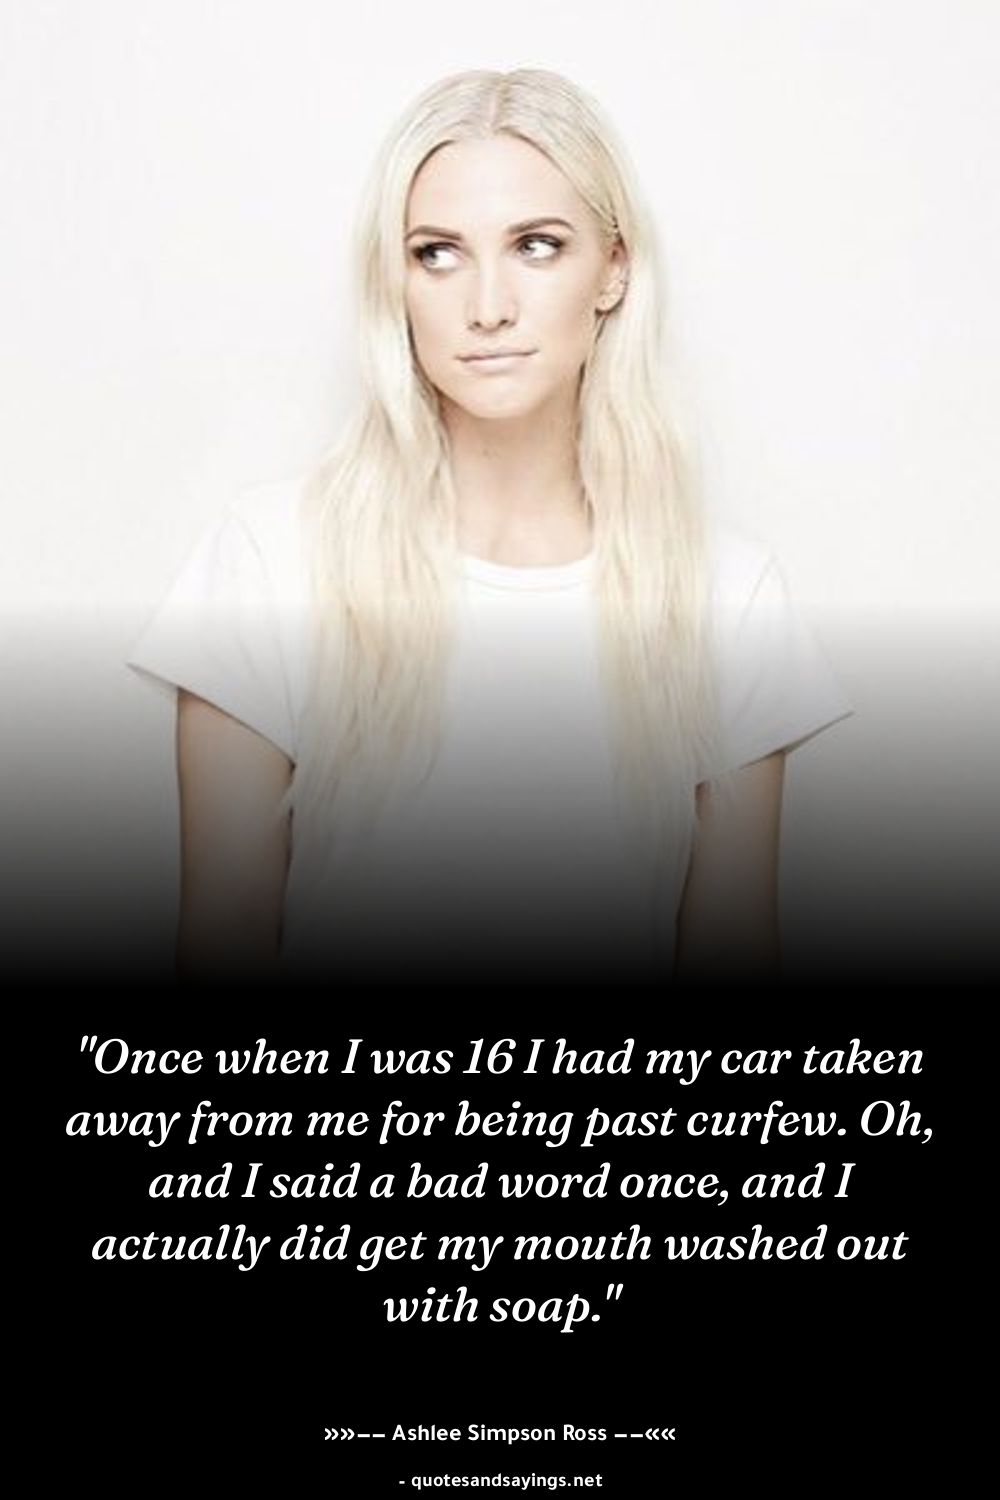 "Once when I was 16 I had my car taken
away from me for being past curfew. Oh,
and I said a bad word once, and I
actually did get my mouth washed out
with soap."
»»−− Ashlee Simpson Ross −−««
- quotesandsayings.net